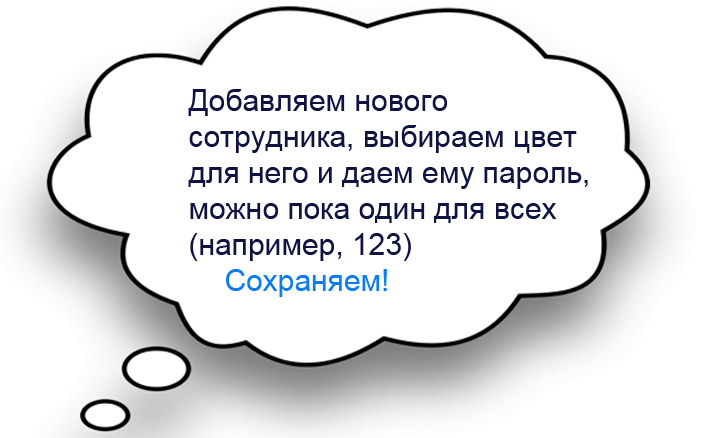 Добавляем нового
сотрудника, выбираем цвет
для него и даем ему пароль,
можно пока один для всех
(например, 123)
Сохраняем!